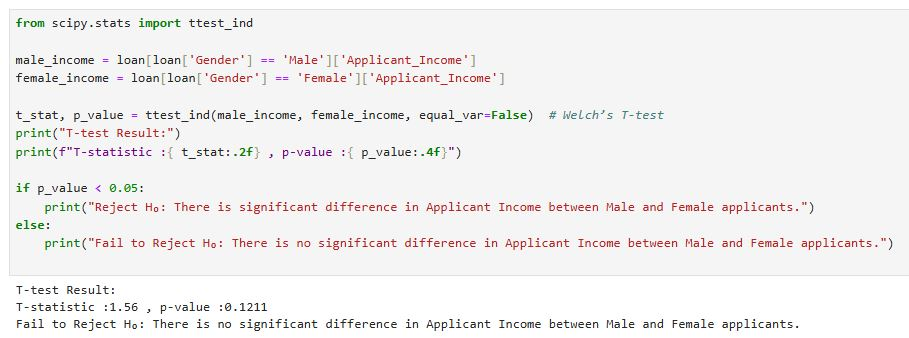 from scipy.stats import ttest_ind
male_income = loan[loan['Gender'] == 'Male']['Applicant_Income']
female_income = loan[loan['Gender'] == 'Female']['Applicant_Income']
t_stat, p_value = ttest_ind(male_income, female_income, equal_var=False)  # Welch’s T-test
print("T-test Result:")
print(f"T-statistic :{ t_stat:.2f} , p-value :{ p_value:.4f}")
if p_value < 0.05:
    print("Reject H₀: There is significant difference in Applicant Income between Male and Female applicants.")
else:
    print("Fail to Reject H₀: There is no significant difference in Applicant Income between Male and Female applicants.")
T-test Result:
T-statistic :1.56 , p-value :0.1211
Fail to Reject H₀: There is no significant difference in Applicant Income between Male and Female applicants.